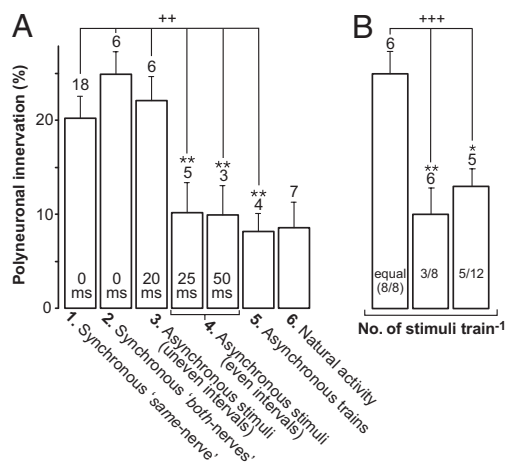 A
++
Polyneuronal innervation (%)
20
10
0
18
6
6
**
5
**
3
**
4
7
0 ms
0 ms
20 ms
25 ms
50 ms
1. Synchronous 'same-nerve'
2. Synchronous 'both-nerves'
3. Asynchronous stimuli
(uneven intervals)
4. Asynchronous stimuli
(even intervals)
5. Asynchronous trains
6. Natural activity
B
+++
6
**
6
*
5
equal
(8/8)
3/8
5/12
No. of stimuli train-1